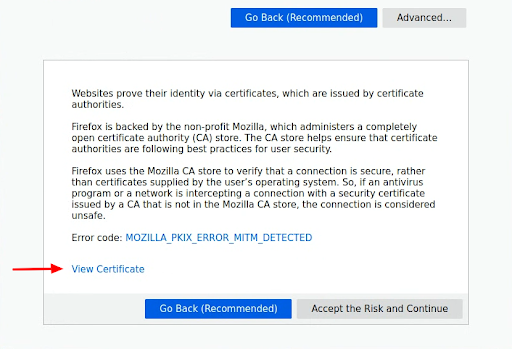 Go Back (Recommended) Advanced...
Websites prove their identity via certificates, which are issued by certificate
authorities.
Firefox is backed by the non-profit Mozilla, which administers a completely
open certificate authority (CA) store. The CA store helps ensure that certificate
authorities are following best practices for user security.
Firefox uses the Mozilla CA store to verify that a connection is secure, rather
than certificates supplied by the user's operating system. So, if an antivirus
program or a network is intercepting a connection with a security certificate
issued by a CA that is not in the Mozilla CA store, the connection is considered
unsafe.
Error code: MOZILLA_PKIX_ERROR_MITM_DETECTED
View Certificate
Go Back (Recommended) Accept the Risk and Continue